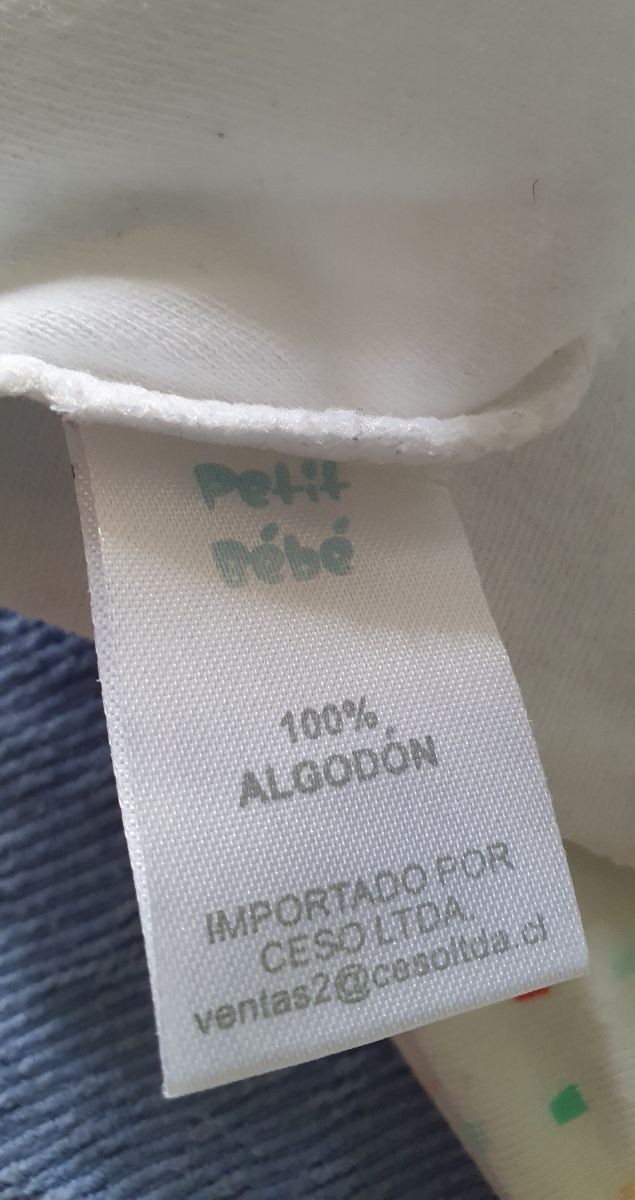 Petit
Bébé
100%
ALGODÓN
IMPORTADO POR
CESO LTDA.
ventas2@cesoltda.cl